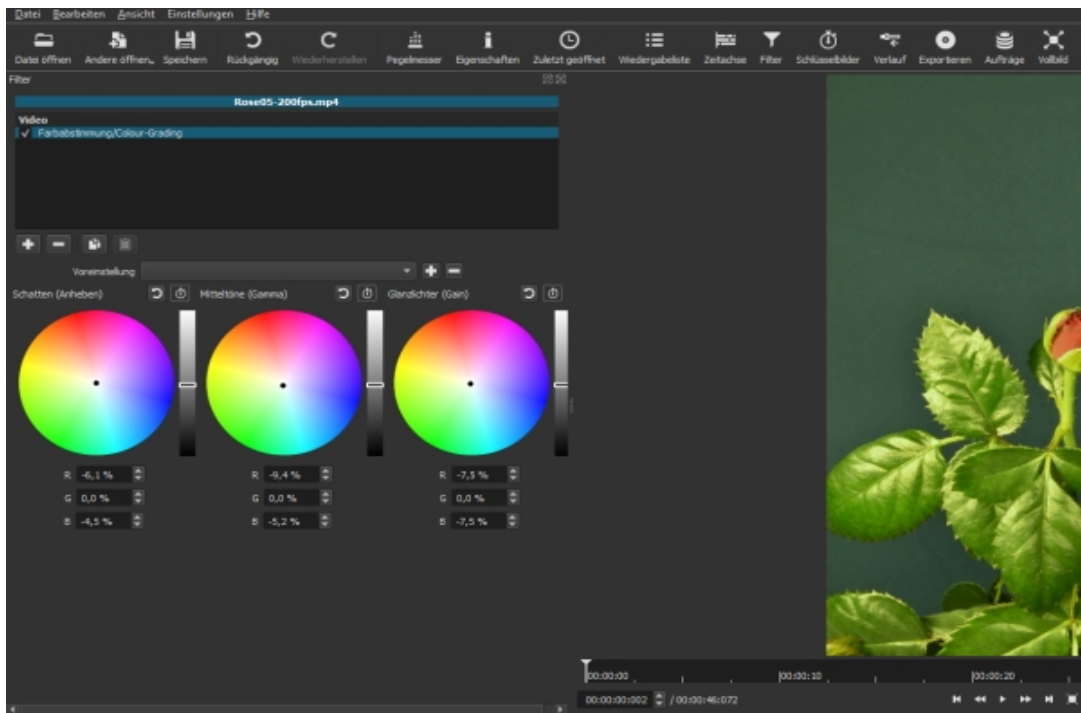 Datei Bearbeiten Ansicht Einstellungen Hilfe
Datei öffnen Andere öffnen... Speichern Rückgängig Wiederherstellen Pegelmesser Eigenschaften Zuletzt geöffnet Wiedergabeliste Zeitachse Filter Schlüsselbilder Verlauf Exportieren Aufträge Vollbild
Filter
Rose05-200fps.mp4
Video
Farbabstimmung/Colour-Grading
Voreinstellung
Schatten (Anheben) Mitteltöne (Gamma) Glanzlichter (Gain)
R -6,1 % R -9,4 % R -7,5 %
G 0,0 % G 0,0 % G 0,0 %
B -4,5 % B -5,2 % B -7,5 %
00:00:00 00:00:10 00:00:20
00:00:00:002 / 00:00:46:072